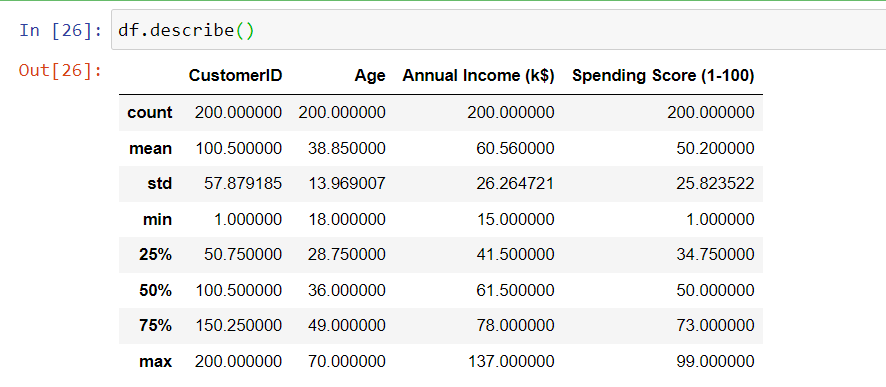 In [26]: df.describe()
Out[26]:
CustomerID Age Annual Income (k$) Spending Score (1-100)
count 200.000000 200.000000 200.000000 200.000000
mean 100.500000 38.850000 60.560000 50.200000
std 57.879185 13.969007 26.264721 25.823522
min 1.000000 18.000000 15.000000 1.000000
25% 50.750000 28.750000 41.500000 34.750000
50% 100.500000 36.000000 61.500000 50.000000
75% 150.250000 49.000000 78.000000 73.000000
max 200.000000 70.000000 137.000000 99.000000